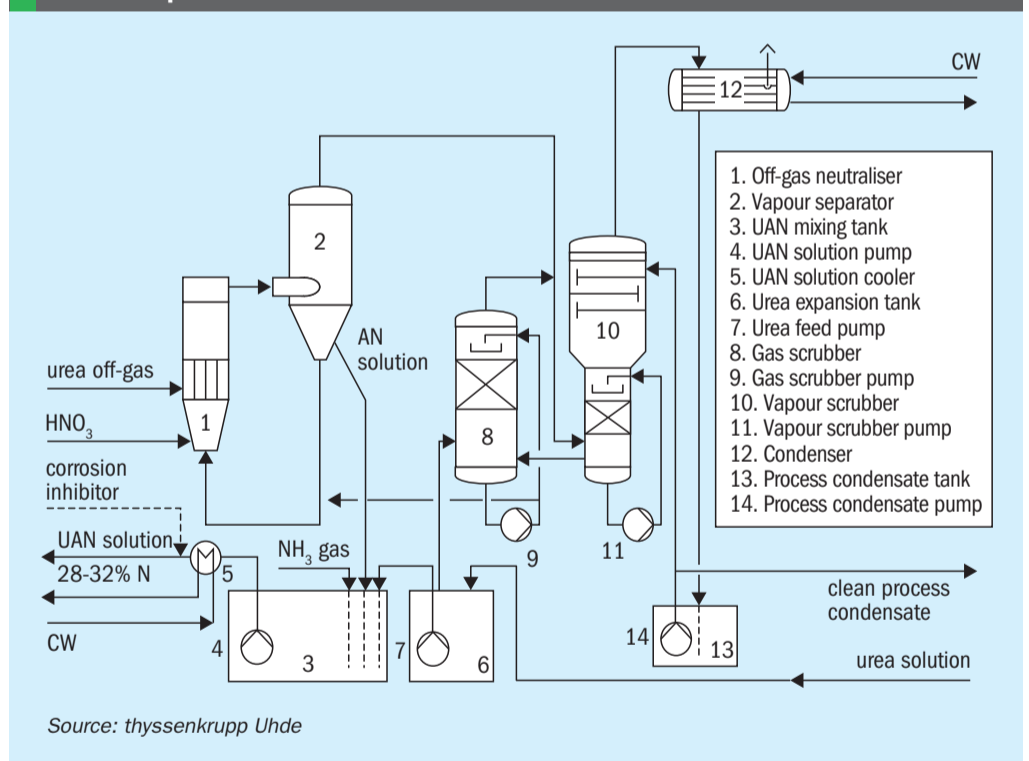 CW
12
1. Off-gas neutraliser
2. Vapour separator
3. UAN mixing tank
4. UAN solution pump
5. UAN solution cooler
6. Urea expansion tank
7. Urea feed pump
8. Gas scrubber
9. Gas scrubber pump
10. Vapour scrubber
11. Vapour scrubber pump
12. Condenser
13. Process condensate tank
14. Process condensate pump
2
10
AN
solution
urea off-gas
HNO₃
1
8
corrosion
inhibitor
UAN solution
28-32% N
5
NH₃ gas
9
11
CW
4
3
7
6
14
13
clean process
condensate
urea solution
Source: thyssenkrupp Uhde